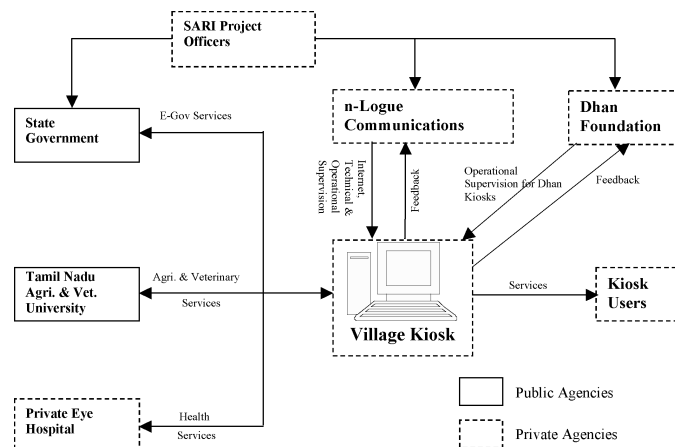 SARI Project
Officers
State
Government
E-Gov Services
n-Logue
Communications
Dhan
Foundation
Internet,
Technical &
Operational
Supervision
Feedback
Operational
Supervision for Dhan
Kiosks
Feedback
Tamil Nadu
Agri. & Vet.
University
Agri. & Veterinary
Services
Village Kiosk
Services
Kiosk
Users
Private Eye
Hospital
Health
Services
Public Agencies
Private Agencies